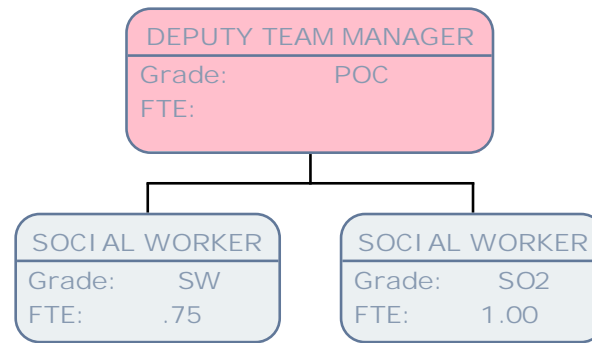 DEPUTY TEAM MANAGER
Grade: POC
FTE:
SOCIAL WORKER
Grade: SW
FTE: .75
SOCIAL WORKER
Grade: SO2
FTE: 1.00